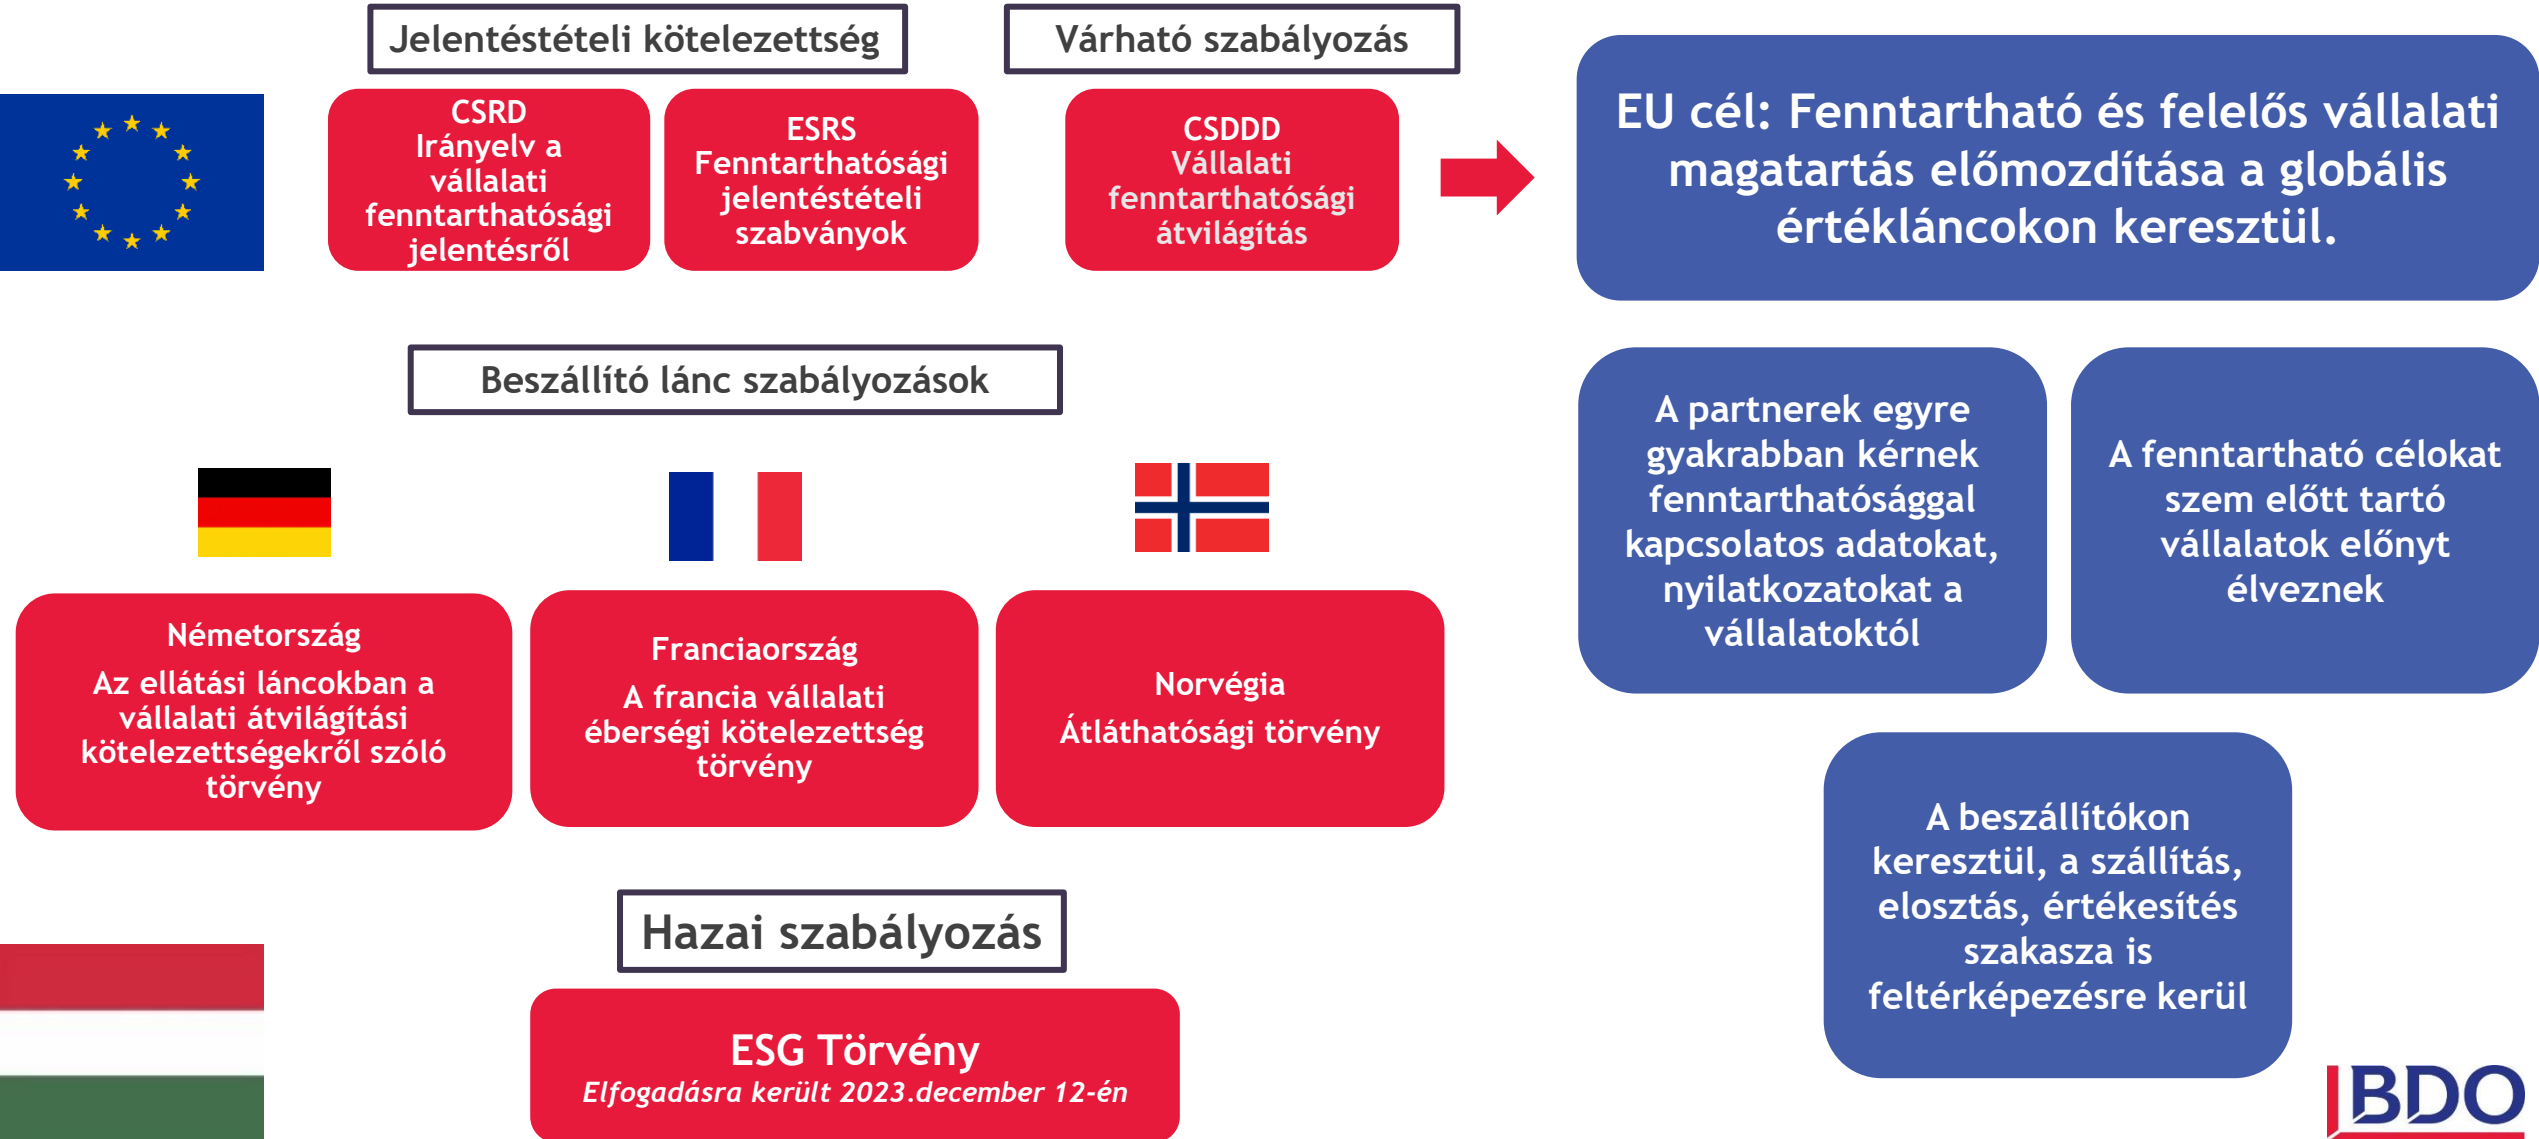 Jelentéstételi kötelezettség
Várható szabályozás
CSRD
Irányelv a
vállalati
fenntarthatósági
jelentésről
ESRS
Fenntarthatósági
jelentéstételi
szabványok
CSDDD
Vállalati
fenntarthatósági
átvilágítás
EU cél: Fenntartható és felelős vállalati
magatartás előmozdítása a globális
értékláncokon keresztül.
Beszállító lánc szabályozások
Németország
Az ellátási láncokban a
vállalati átvilágítási
kötelezettségekről szóló
törvény
Franciaország
A francia vállalati
éberségi kötelezettség
törvény
Norvégia
Átláthatósági törvény
A partnerek egyre
gyakrabban kérnek
fenntarthatósággal
kapcsolatos adatokat,
nyilatkozatokat a
vállalatoktól
A fenntartható célokat
szem előtt tartó
vállalatok előnyt
élveznek
Hazai szabályozás
ESG Törvény
Elfogadásra került 2023.december 12-én
A beszállítókon
keresztül, a szállítás,
elosztás, értékesítés
szakasza is
feltérképezésre kerül
BDO